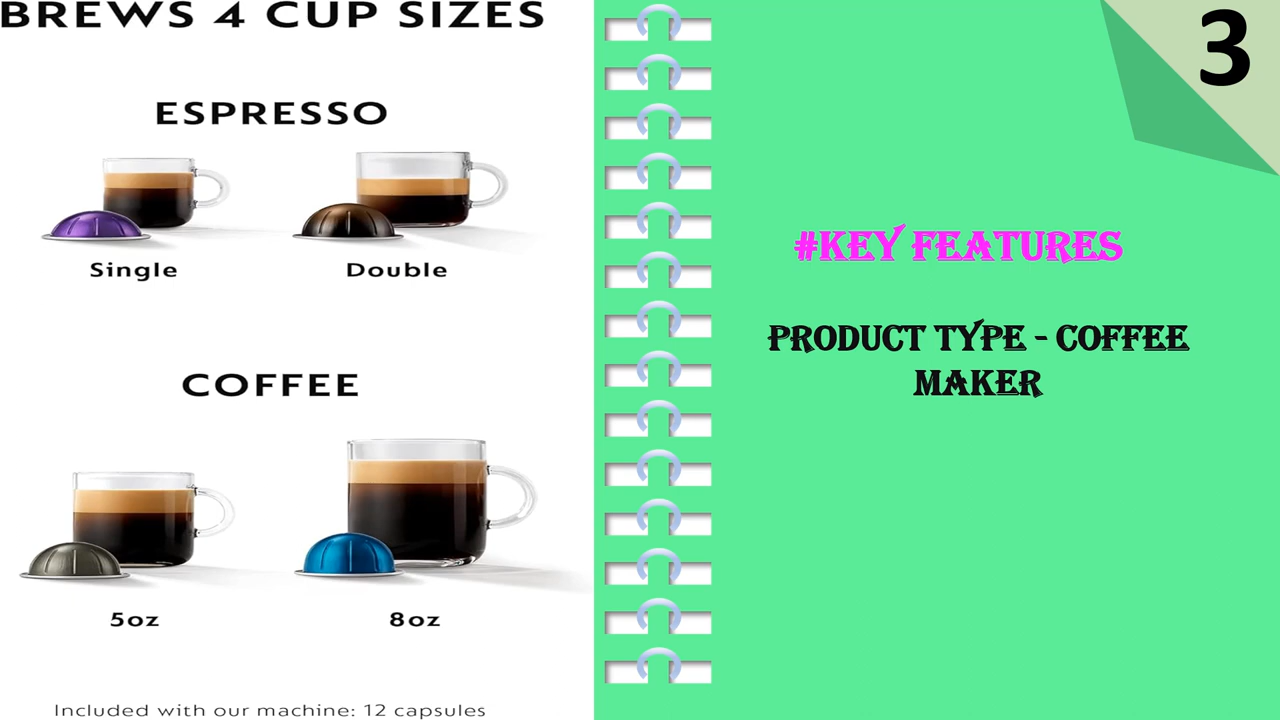 BREWS 4 CUP SIZES
ESPRESSO
Single
Double
COFFEE
5oz
8oz
Included with our machine: 12 capsules
3
#KEY FEATURES
PRODUCT TYPE - COFFEE
MAKER